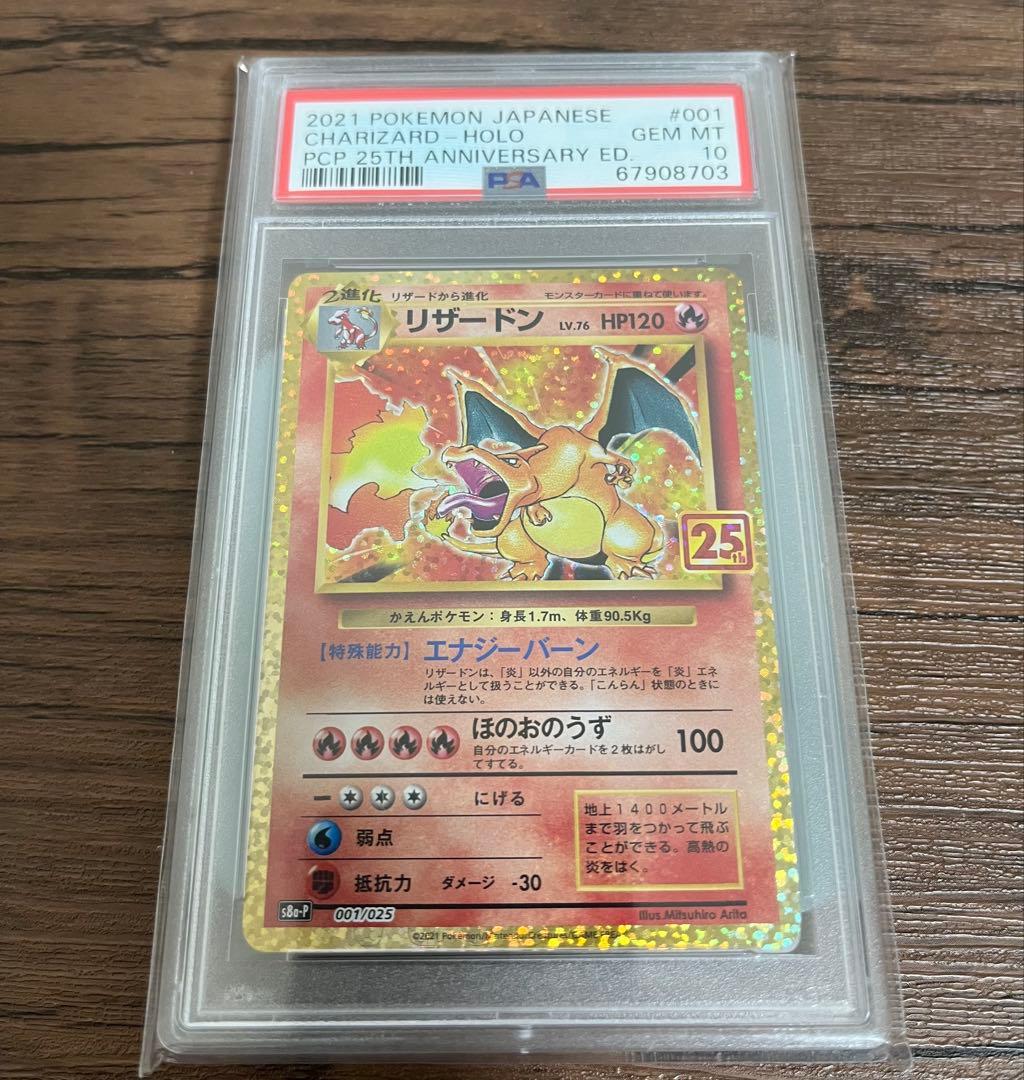 2021 POKEMON JAPANESE #001
CHARIZARD - HOLO GEM MT
PCP 25TH ANNIVERSARY ED. 10
PSA 67908703
2進化 リザードから進化 モンスターカードに重ねて使います。
リザードン LV.76 HP120
25th
かえんポケモン:身長1.7m、体重90.5Kg
【特殊能力】エナジーバーン
リザードンは、「炎」以外の自分のエネルギーを「炎」エネ
ルギーとして扱うことができる。「こんらん」状態のときに
は使えない。
ほのおのうず 100
自分のエネルギーカードを2枚はがし
てすてる。
にげる
弱点
抵抗力 ダメージ -30
地上1400メートル
まで羽をつかって飛ぶ
ことができる。高熱の
炎をはく。
s8a-P 001/025 Illus.Mitsuhiro Arita
©2021 Pokémon/Nintendo/Creatures/